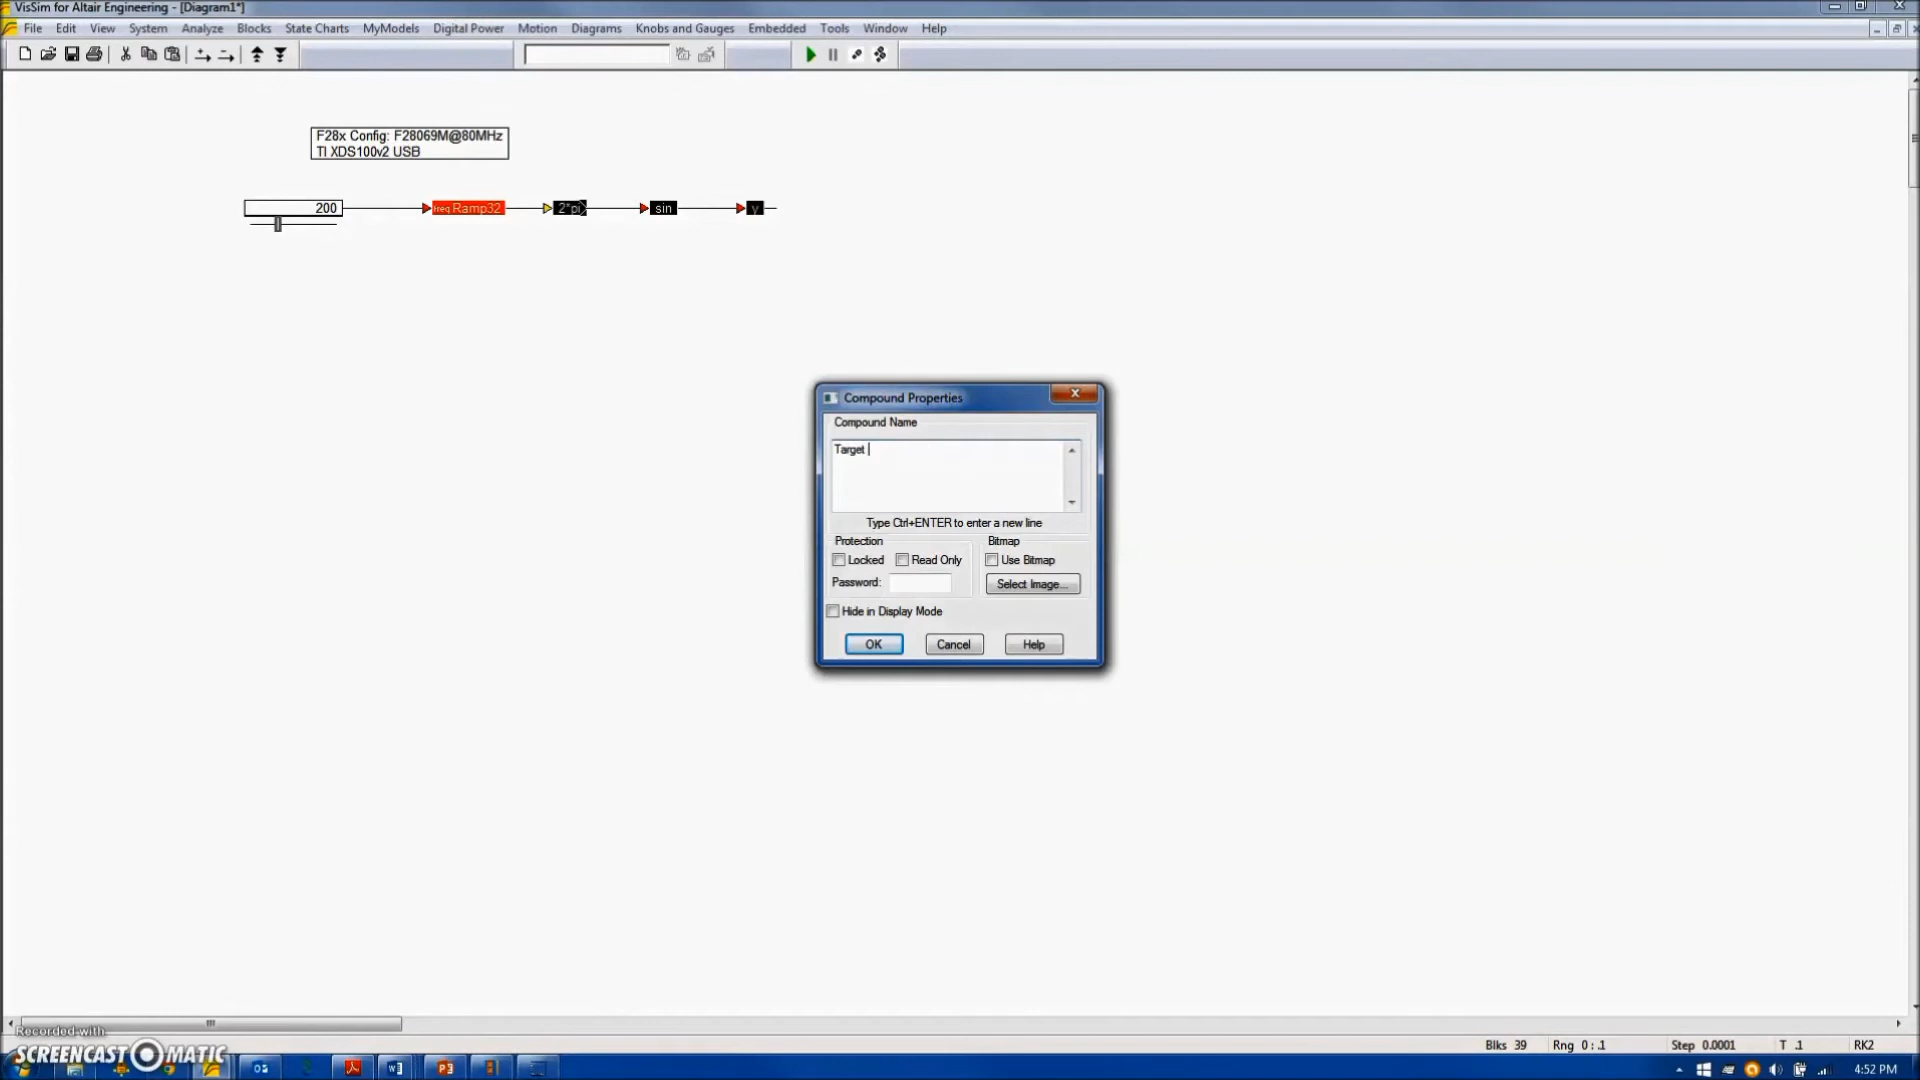 VisSim for Altair Engineering - [Diagram1*]
File Edit View System Analyze Blocks State Charts MyModels Digital Power Motion Diagrams Knobs and Gauges Embedded Tools Window Help
F28x Config: F28069M@80MHz
TI XDS100v2 USB
200 freq Ramp32 2*pi sin y
Compound Properties
Compound Name
Target
Type Ctrl+ENTER to enter a new line
Protection Bitmap
Locked Read Only Use Bitmap
Password: Select Image...
Hide in Display Mode
OK Cancel Help
Recorded with
SCREENCAST-O-MATIC
Blks 39 Rng 0:.1 Step 0.0001 T .1 RK2
4:52 PM